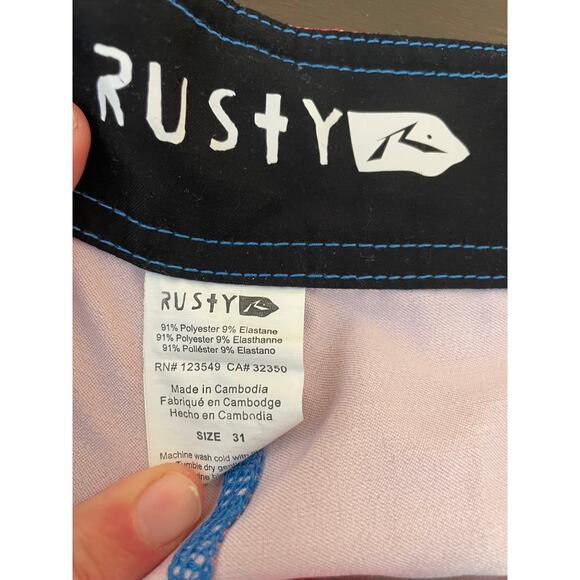 RUSTY
RUSTY
91% Polyester 9% Elastane
91% Polyester 9% Elasthanne
91% Poliéster 9% Elastano
RN# 123549 CA# 32350
Made in Cambodia
Fabriqué en Cambodge
Hecho en Cambodia
SIZE 31
Machine wash cold with
Tumble dry